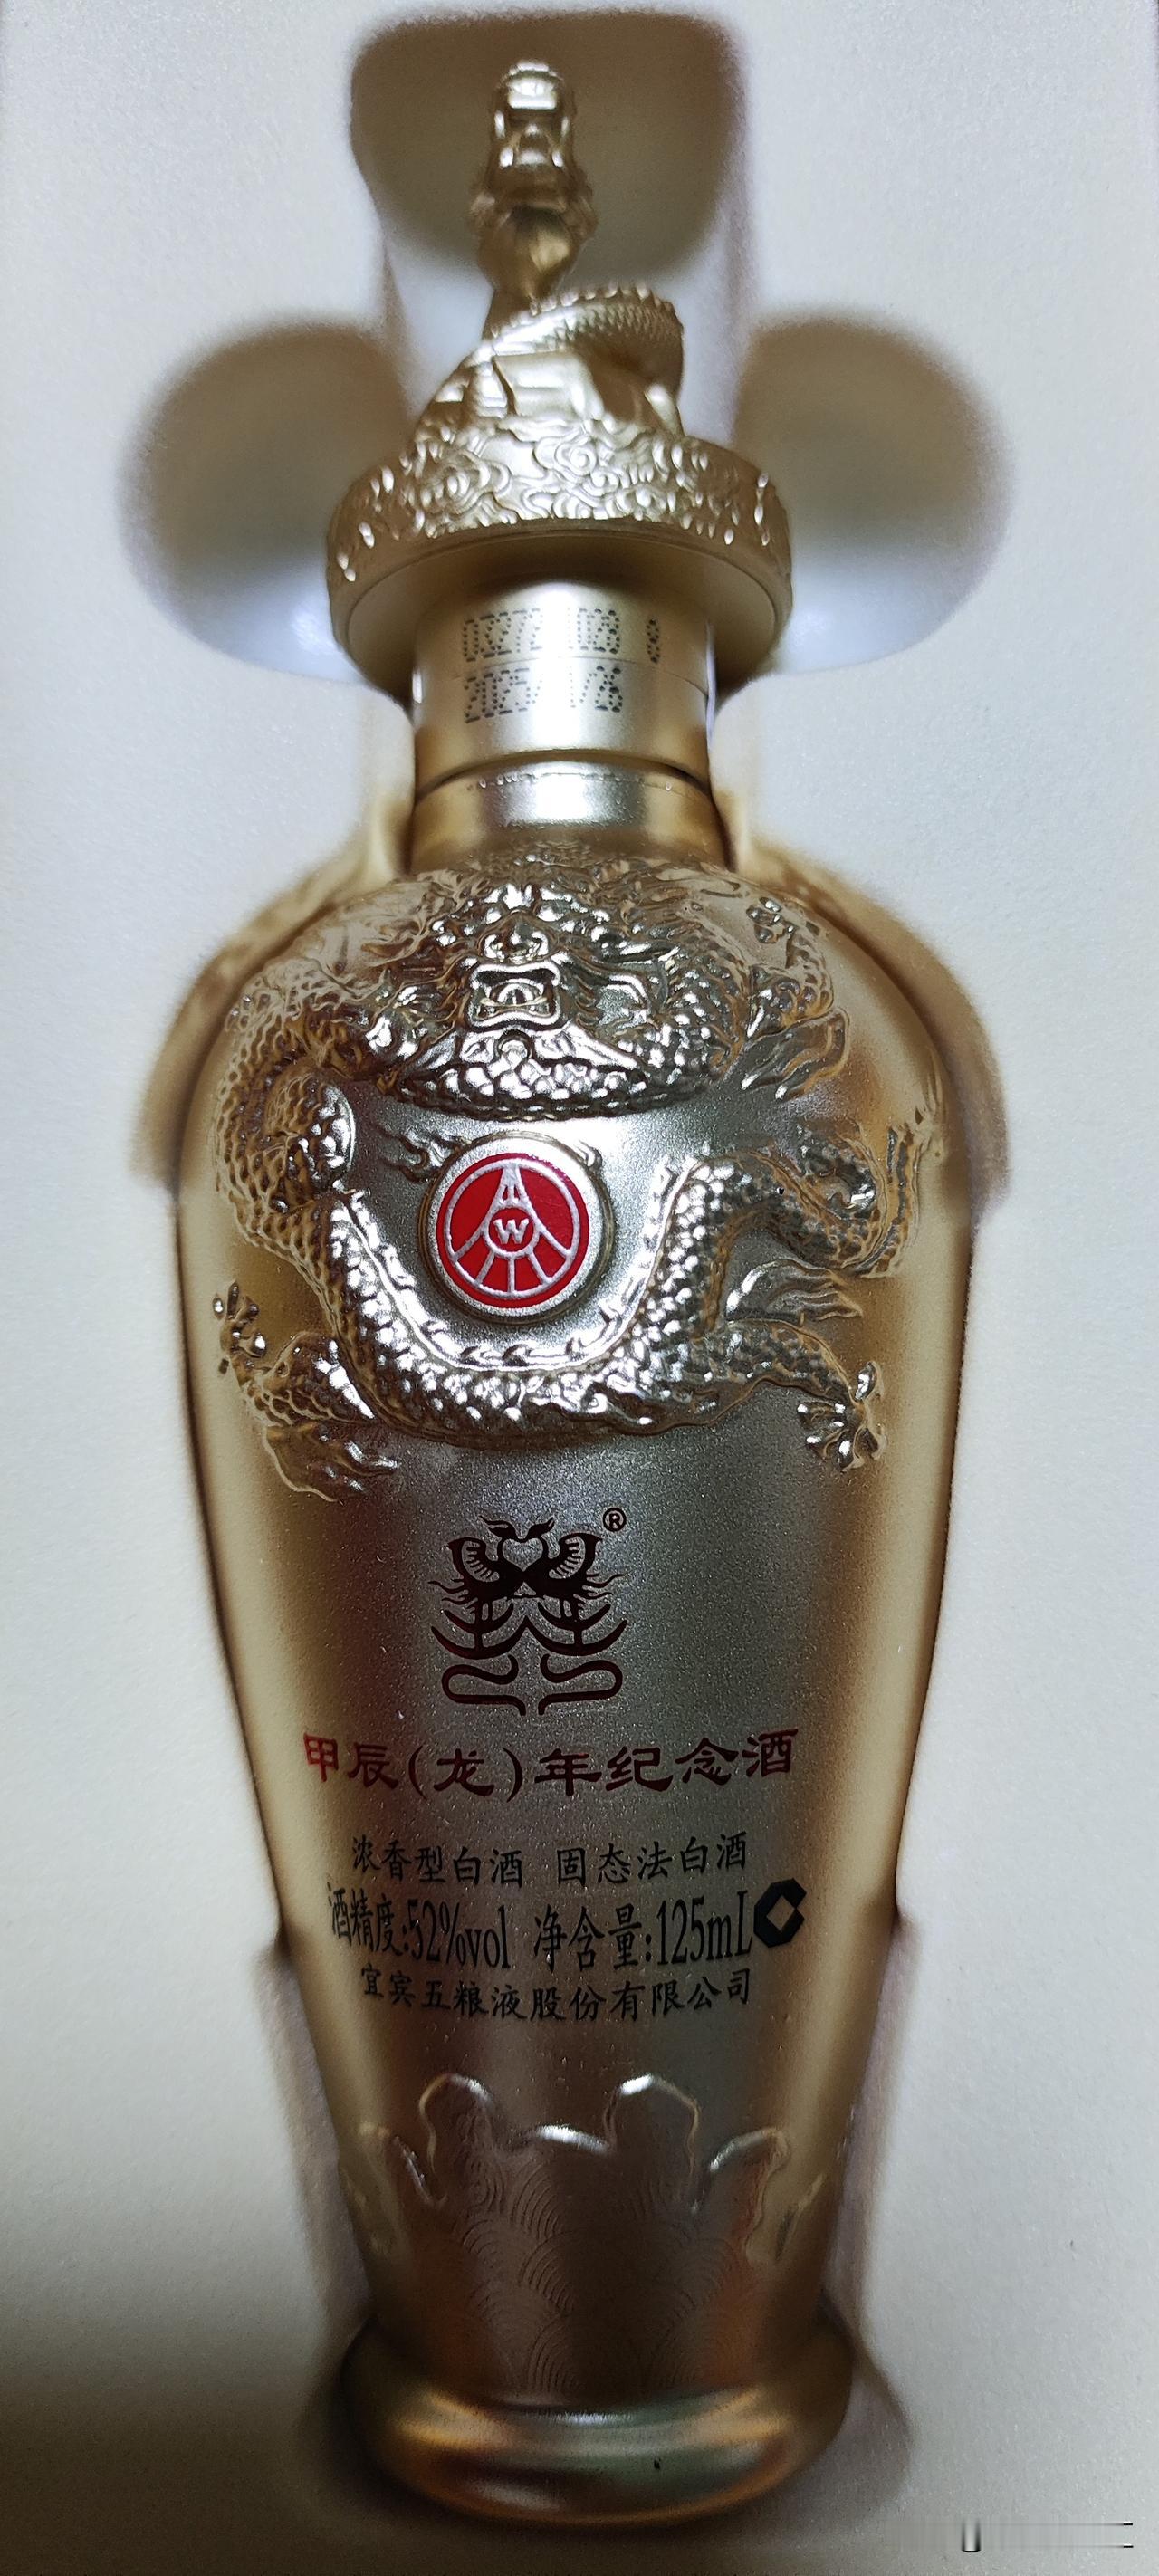 W
®
甲辰(龙)年纪念酒
浓香型白酒 固态法白酒
酒精度:52%vol 净含量:125mL
宜宾五粮液股份有限公司